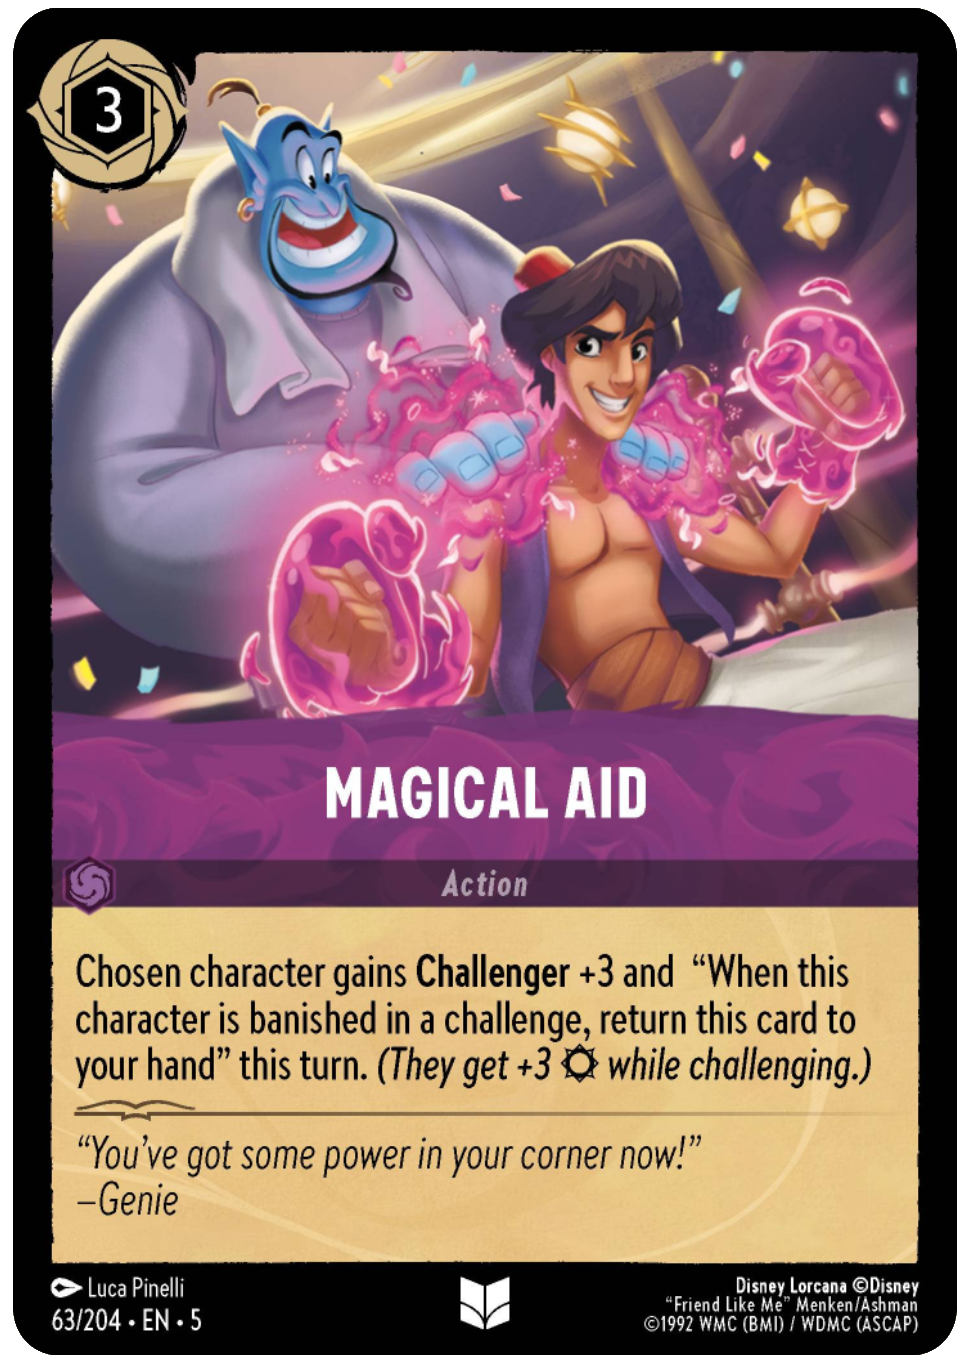 3
MAGICAL AID
Action
Chosen character gains Challenger +3 and “When this
character is banished in a challenge, return this card to
your hand” this turn. (They get +3 while challenging.)
“You’ve got some power in your corner now!”
–Genie
Luca Pinelli
63/204 • EN • 5
Disney Lorcana ©Disney
“Friend Like Me” Menken/Ashman
©1992 WMC (BMI) / WDMC (ASCAP)